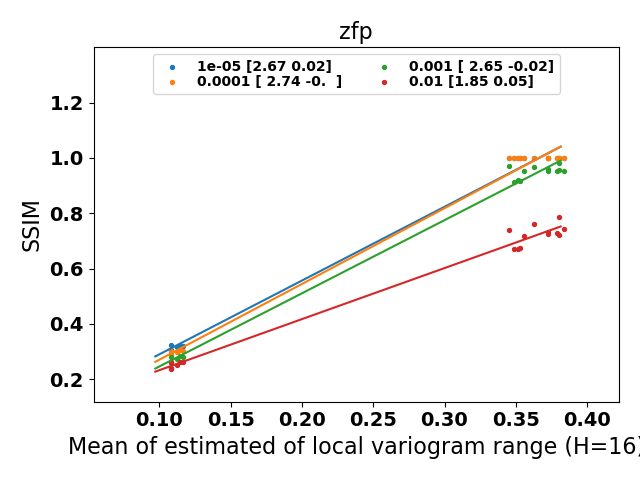 zfp
1e-05 [2.67 0.02]
0.0001 [ 2.74 -0.  ]
0.001 [ 2.65 -0.02]
0.01 [1.85 0.05]
SSIM
1.2
1.0
0.8
0.6
0.4
0.2
0.10 0.15 0.20 0.25 0.30 0.35 0.40
Mean of estimated of local variogram range (H=16)